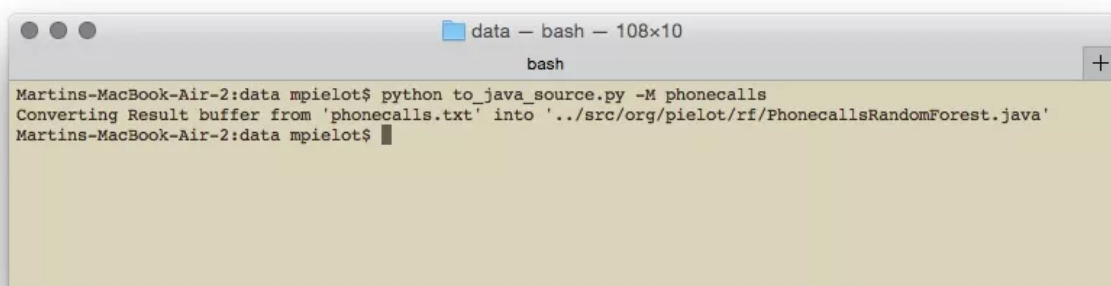 data — bash — 108×10
bash
+
Martins-MacBook-Air-2:data mpielot$ python to_java_source.py -M phonecalls
Converting Result buffer from 'phonecalls.txt' into '../src/org/pielot/rf/PhonecallsRandomForest.java'
Martins-MacBook-Air-2:data mpielot$